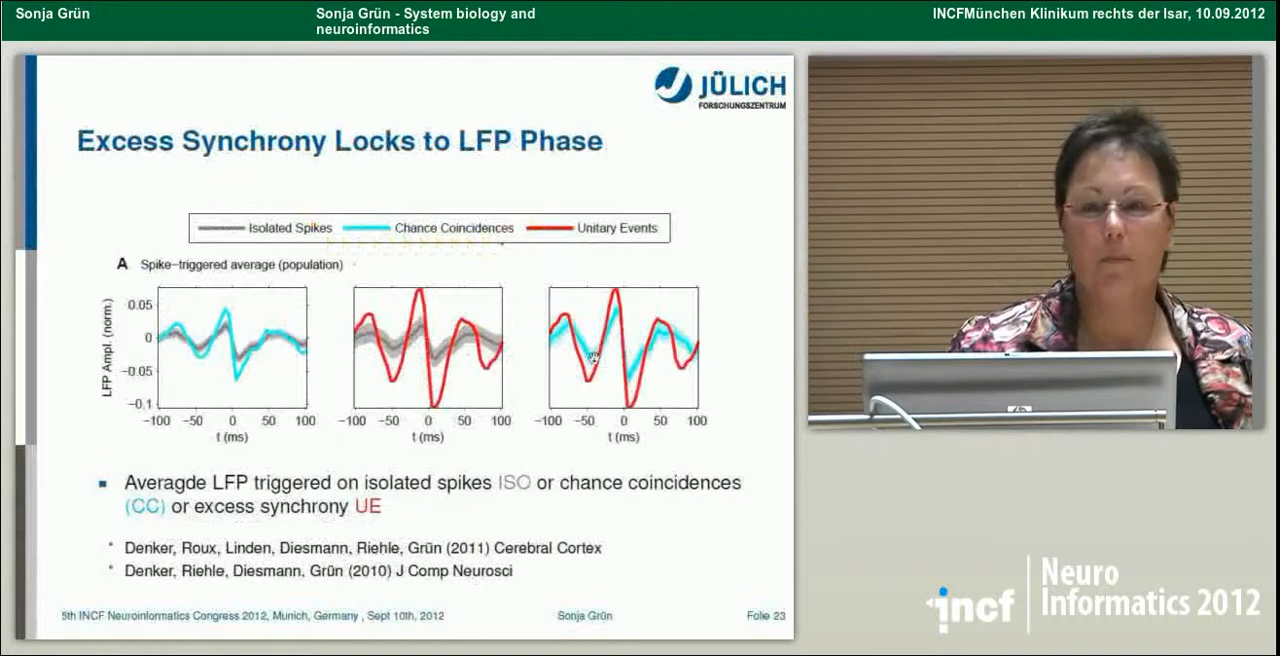 Sonja Grün
Sonja Grün - System biology and
neuroinformatics
INCFMünchen Klinikum rechts der Isar, 10.09.2012
JÜLICH
FORSCHUNGSZENTRUM
Excess Synchrony Locks to LFP Phase
Isolated Spikes
Chance Coincidences
Unitary Events
A Spike-triggered average (population)
LFP Ampl. (norm.)
0.05
0
-0.05
-0.1
-100 -50 0 50 100
t (ms)
-100 -50 0 50 100
t (ms)
-100 -50 0 50 100
t (ms)
Averagde LFP triggered on isolated spikes ISO or chance coincidences
(CC) or excess synchrony UE
Denker, Roux, Linden, Diesmann, Riehle, Grün (2011) Cerebral Cortex
Denker, Riehle, Diesmann, Grün (2010) J Comp Neurosci
5th INCF Neuroinformatics Congress 2012, Munich, Germany , Sept 10th, 2012
Sonja Grün
Folie 23
incf
Neuro
Informatics 2012